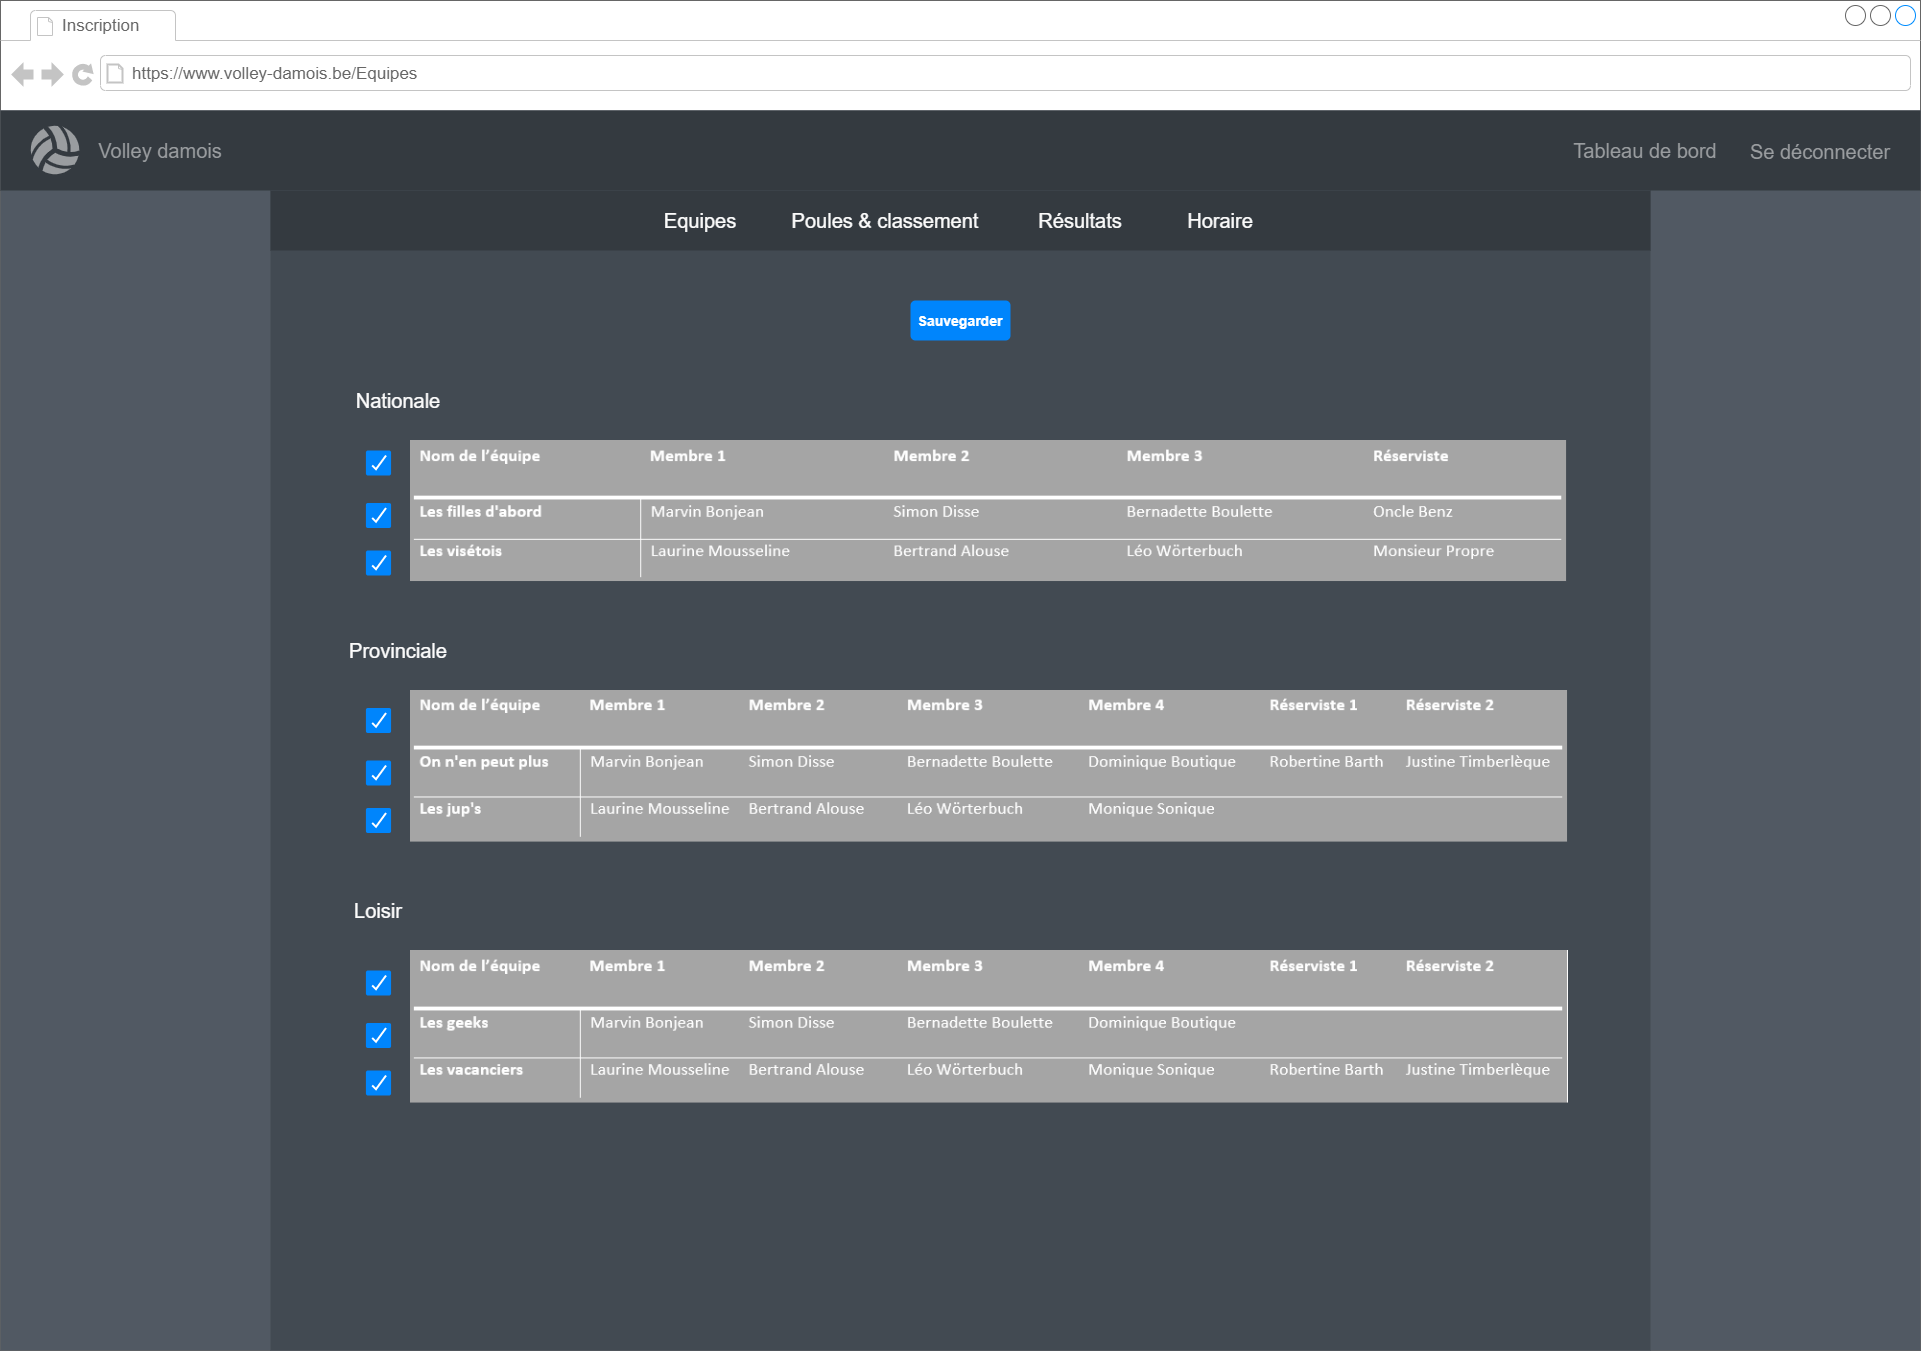 Inscription
https://www.volley-damois.be/Equipes
Volley damois Tableau de bord Se déconnecter
Equipes Poules & classement Résultats Horaire
Sauvegarder
Nationale
Nom de l’équipe Membre 1 Membre 2 Membre 3 Réserviste
Les filles d'abord Marvin Bonjean Simon Disse Bernadette Boulette Oncle Benz
Les visétois Laurine Mousseline Bertrand Alouse Léo Wörterbuch Monsieur Propre
Provinciale
Nom de l’équipe Membre 1 Membre 2 Membre 3 Membre 4 Réserviste 1 Réserviste 2
On n'en peut plus Marvin Bonjean Simon Disse Bernadette Boulette Dominique Boutique Robertine Barth Justine Timberlèque
Les jup's Laurine Mousseline Bertrand Alouse Léo Wörterbuch Monique Sonique
Loisir
Nom de l’équipe Membre 1 Membre 2 Membre 3 Membre 4 Réserviste 1 Réserviste 2
Les geeks Marvin Bonjean Simon Disse Bernadette Boulette Dominique Boutique
Les vacanciers Laurine Mousseline Bertrand Alouse Léo Wörterbuch Monique Sonique Robertine Barth Justine Timberlèque